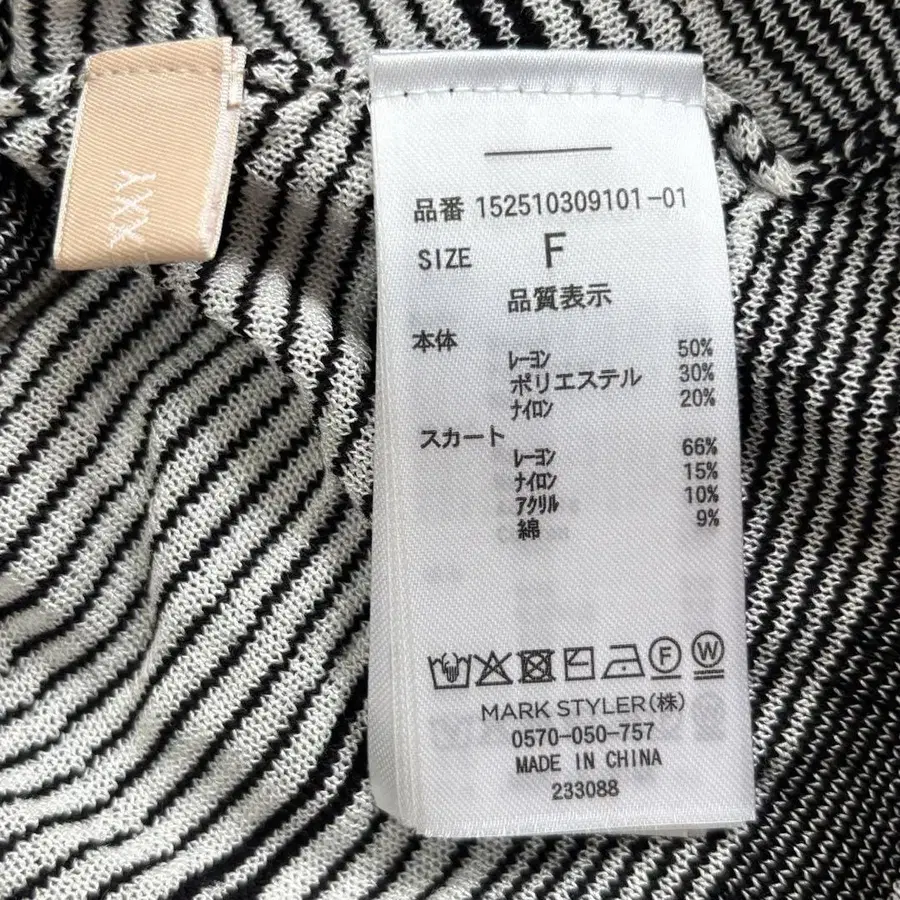 品番 152510309101-01
SIZE F
品質表示
本体
レーヨン 50%
ポリエステル 30%
ナイロン 20%
スカート
レーヨン 66%
ナイロン 15%
アクリル 10%
綿 9%
F W
MARK STYLER(株)
0570-050-757
MADE IN CHINA
233088